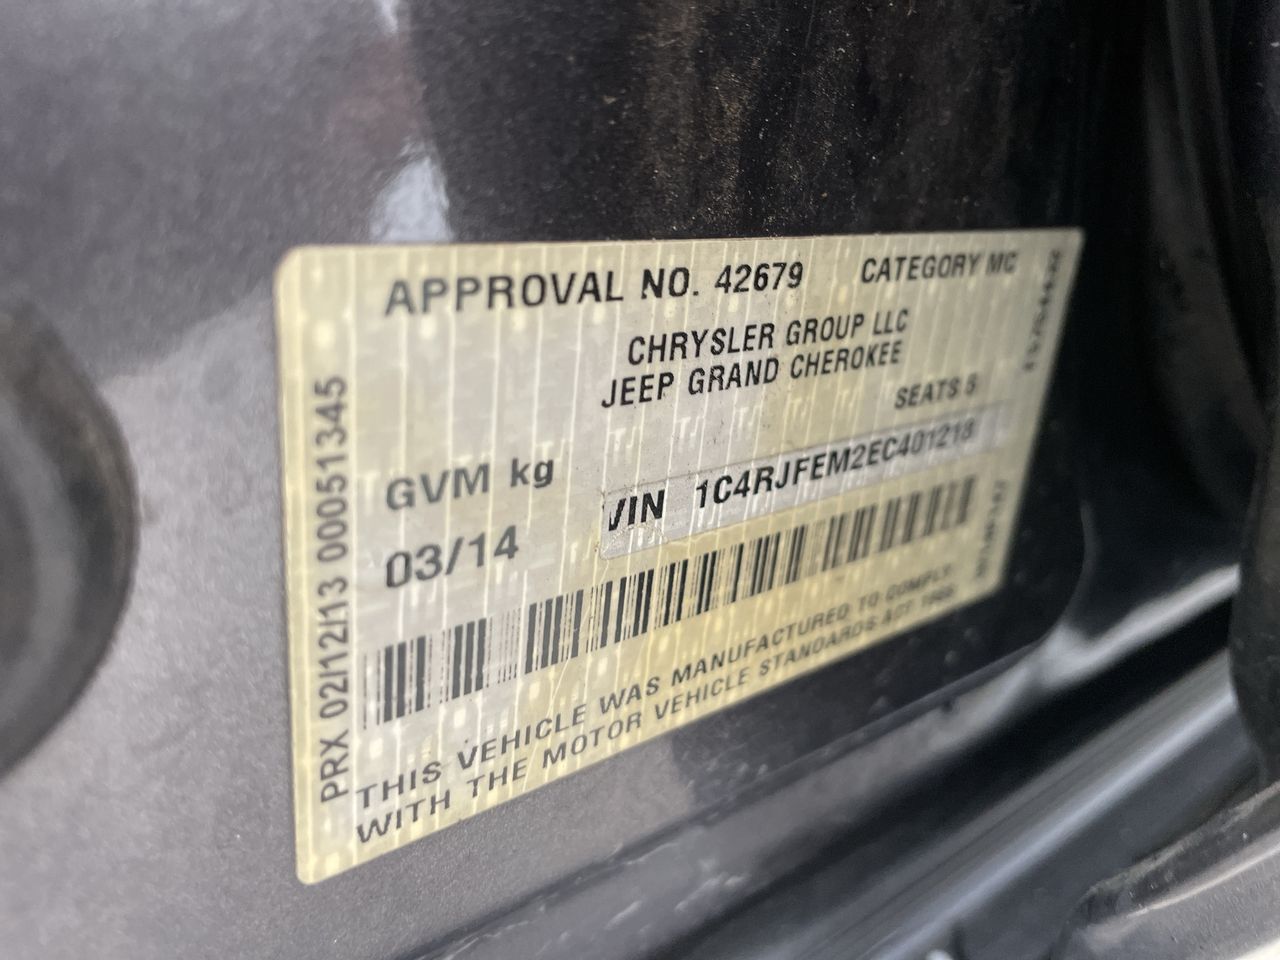 APPROVAL NO. 42679 CATEGORY MC
CHRYSLER GROUP LLC
JEEP GRAND CHEROKEE
SEATS 5
GVM kg
VIN 1C4RJFEM2EC401218
03/14
THIS VEHICLE WAS MANUFACTURED TO COMPLY
WITH THE MOTOR VEHICLE STANDARDS ACT 1989
PRX 02/12/13 00051345